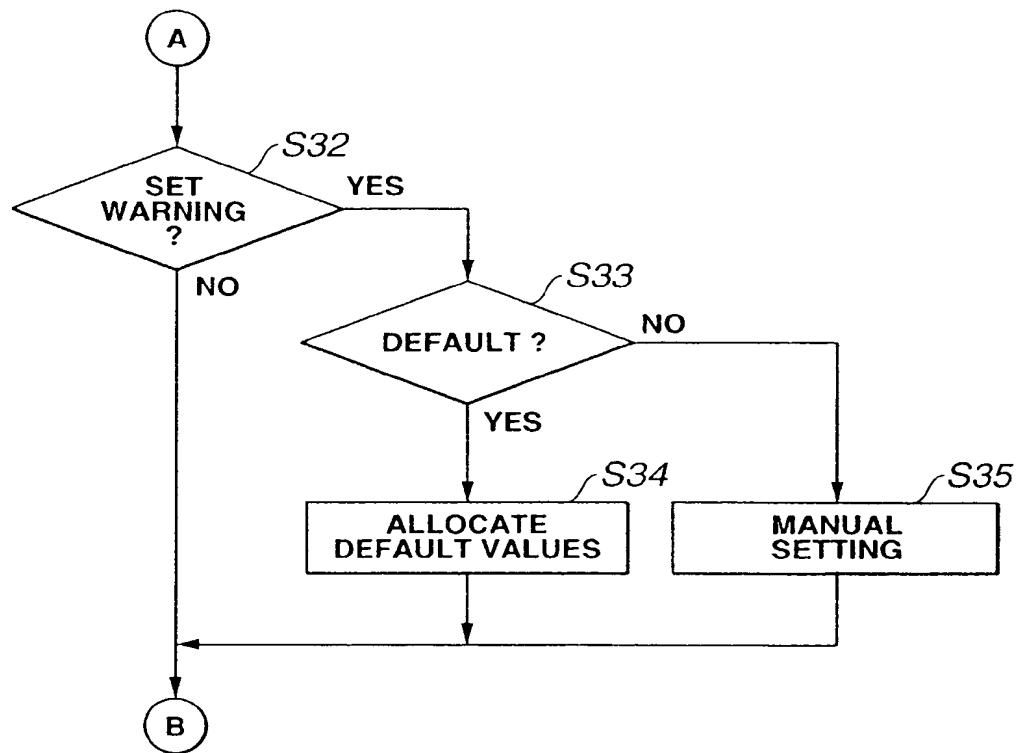 A
S32
SET
WARNING
?
YES
NO
S33
DEFAULT ?
NO
YES
S34
ALLOCATE
DEFAULT VALUES
S35
MANUAL
SETTING
B